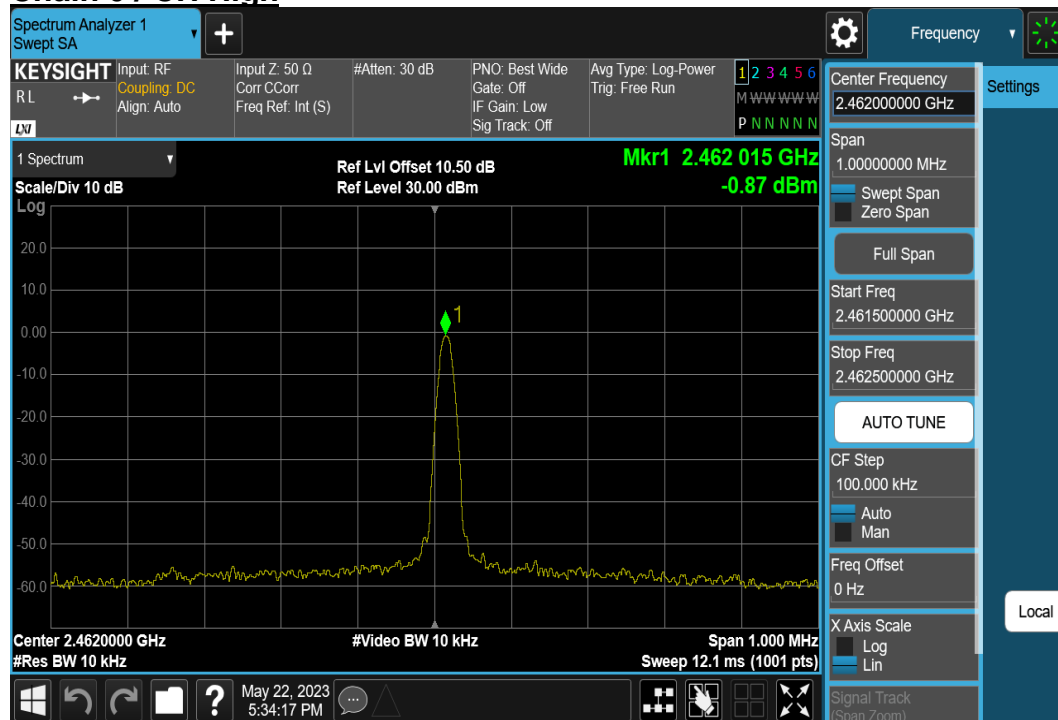 Spectrum Analyzer 1
Swept SA
+
Frequency
KEYSIGHT
R L
LXI
Input: RF
Coupling: DC
Align: Auto
Input Z: 50 Ω
Corr CCorr
Freq Ref: Int (S)
#Atten: 30 dB
PNO: Best Wide
Gate: Off
IF Gain: Low
Sig Track: Off
Avg Type: Log-Power
Trig: Free Run
1 2 3 4 5 6
M W W W W W
P N N N N N
1 Spectrum
Scale/Div 10 dB
Log
Ref Lvl Offset 10.50 dB
Ref Level 30.00 dBm
Mkr1 2.462 015 GHz
-0.87 dBm
20.0
10.0
0.00
-10.0
-20.0
-30.0
-40.0
-50.0
-60.0
1
Center 2.4620000 GHz
#Res BW 10 kHz
#Video BW 10 kHz
Span 1.000 MHz
Sweep 12.1 ms (1001 pts)
?
May 22, 2023
5:34:17 PM
Center Frequency
2.462000000 GHz
Span
1.00000000 MHz
Swept Span
Zero Span
Full Span
Start Freq
2.461500000 GHz
Stop Freq
2.462500000 GHz
AUTO TUNE
CF Step
100.000 kHz
Auto
Man
Freq Offset
0 Hz
X Axis Scale
Log
Lin
Signal Track
(Span Zoom)
Settings
Local